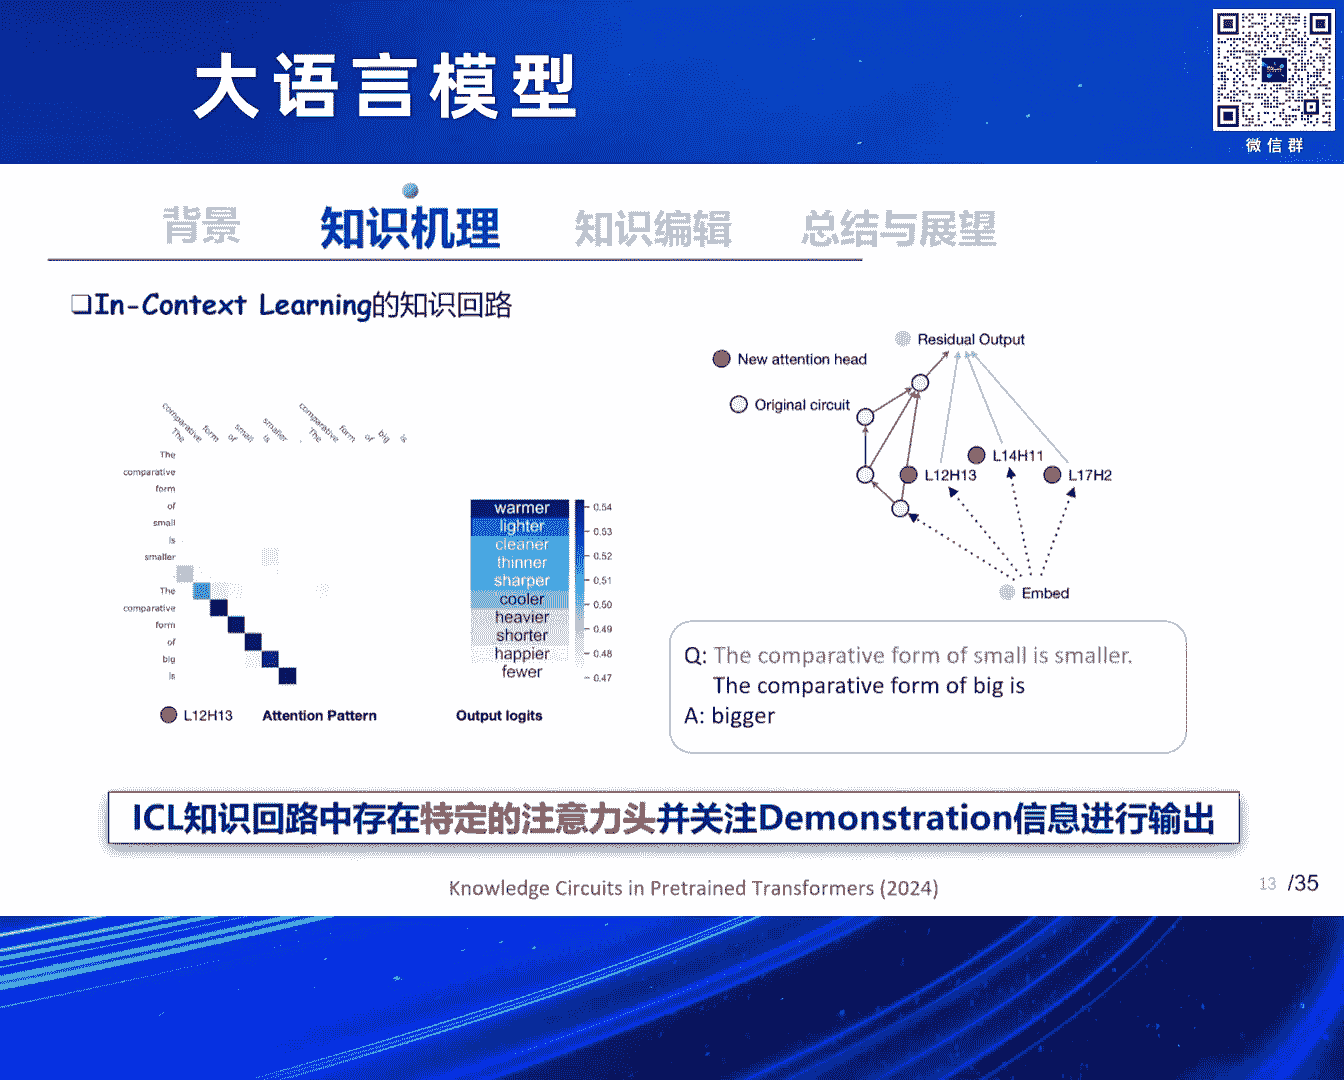 大语言模型
微信群
背景
知识机理
知识编辑
总结与展望
❑In-Context Learning的知识回路
The comparative form of small is smaller . The comparative form of big is
The
comparative
form
of
small
is
smaller
.
The
comparative
form
of
big
is
L12H13
Attention Pattern
warmer
lighter
cleaner
thinner
sharper
cooler
heavier
shorter
happier
fewer
0.54
0.53
0.52
0.51
0.50
0.49
0.48
0.47
Output logits
New attention head
Original circuit
Residual Output
L12H13
L14H11
L17H2
Embed
Q: The comparative form of small is smaller.
The comparative form of big is
A: bigger
ICL知识回路中存在特定的注意力头并关注Demonstration信息进行输出
Knowledge Circuits in Pretrained Transformers (2024)
13 /35